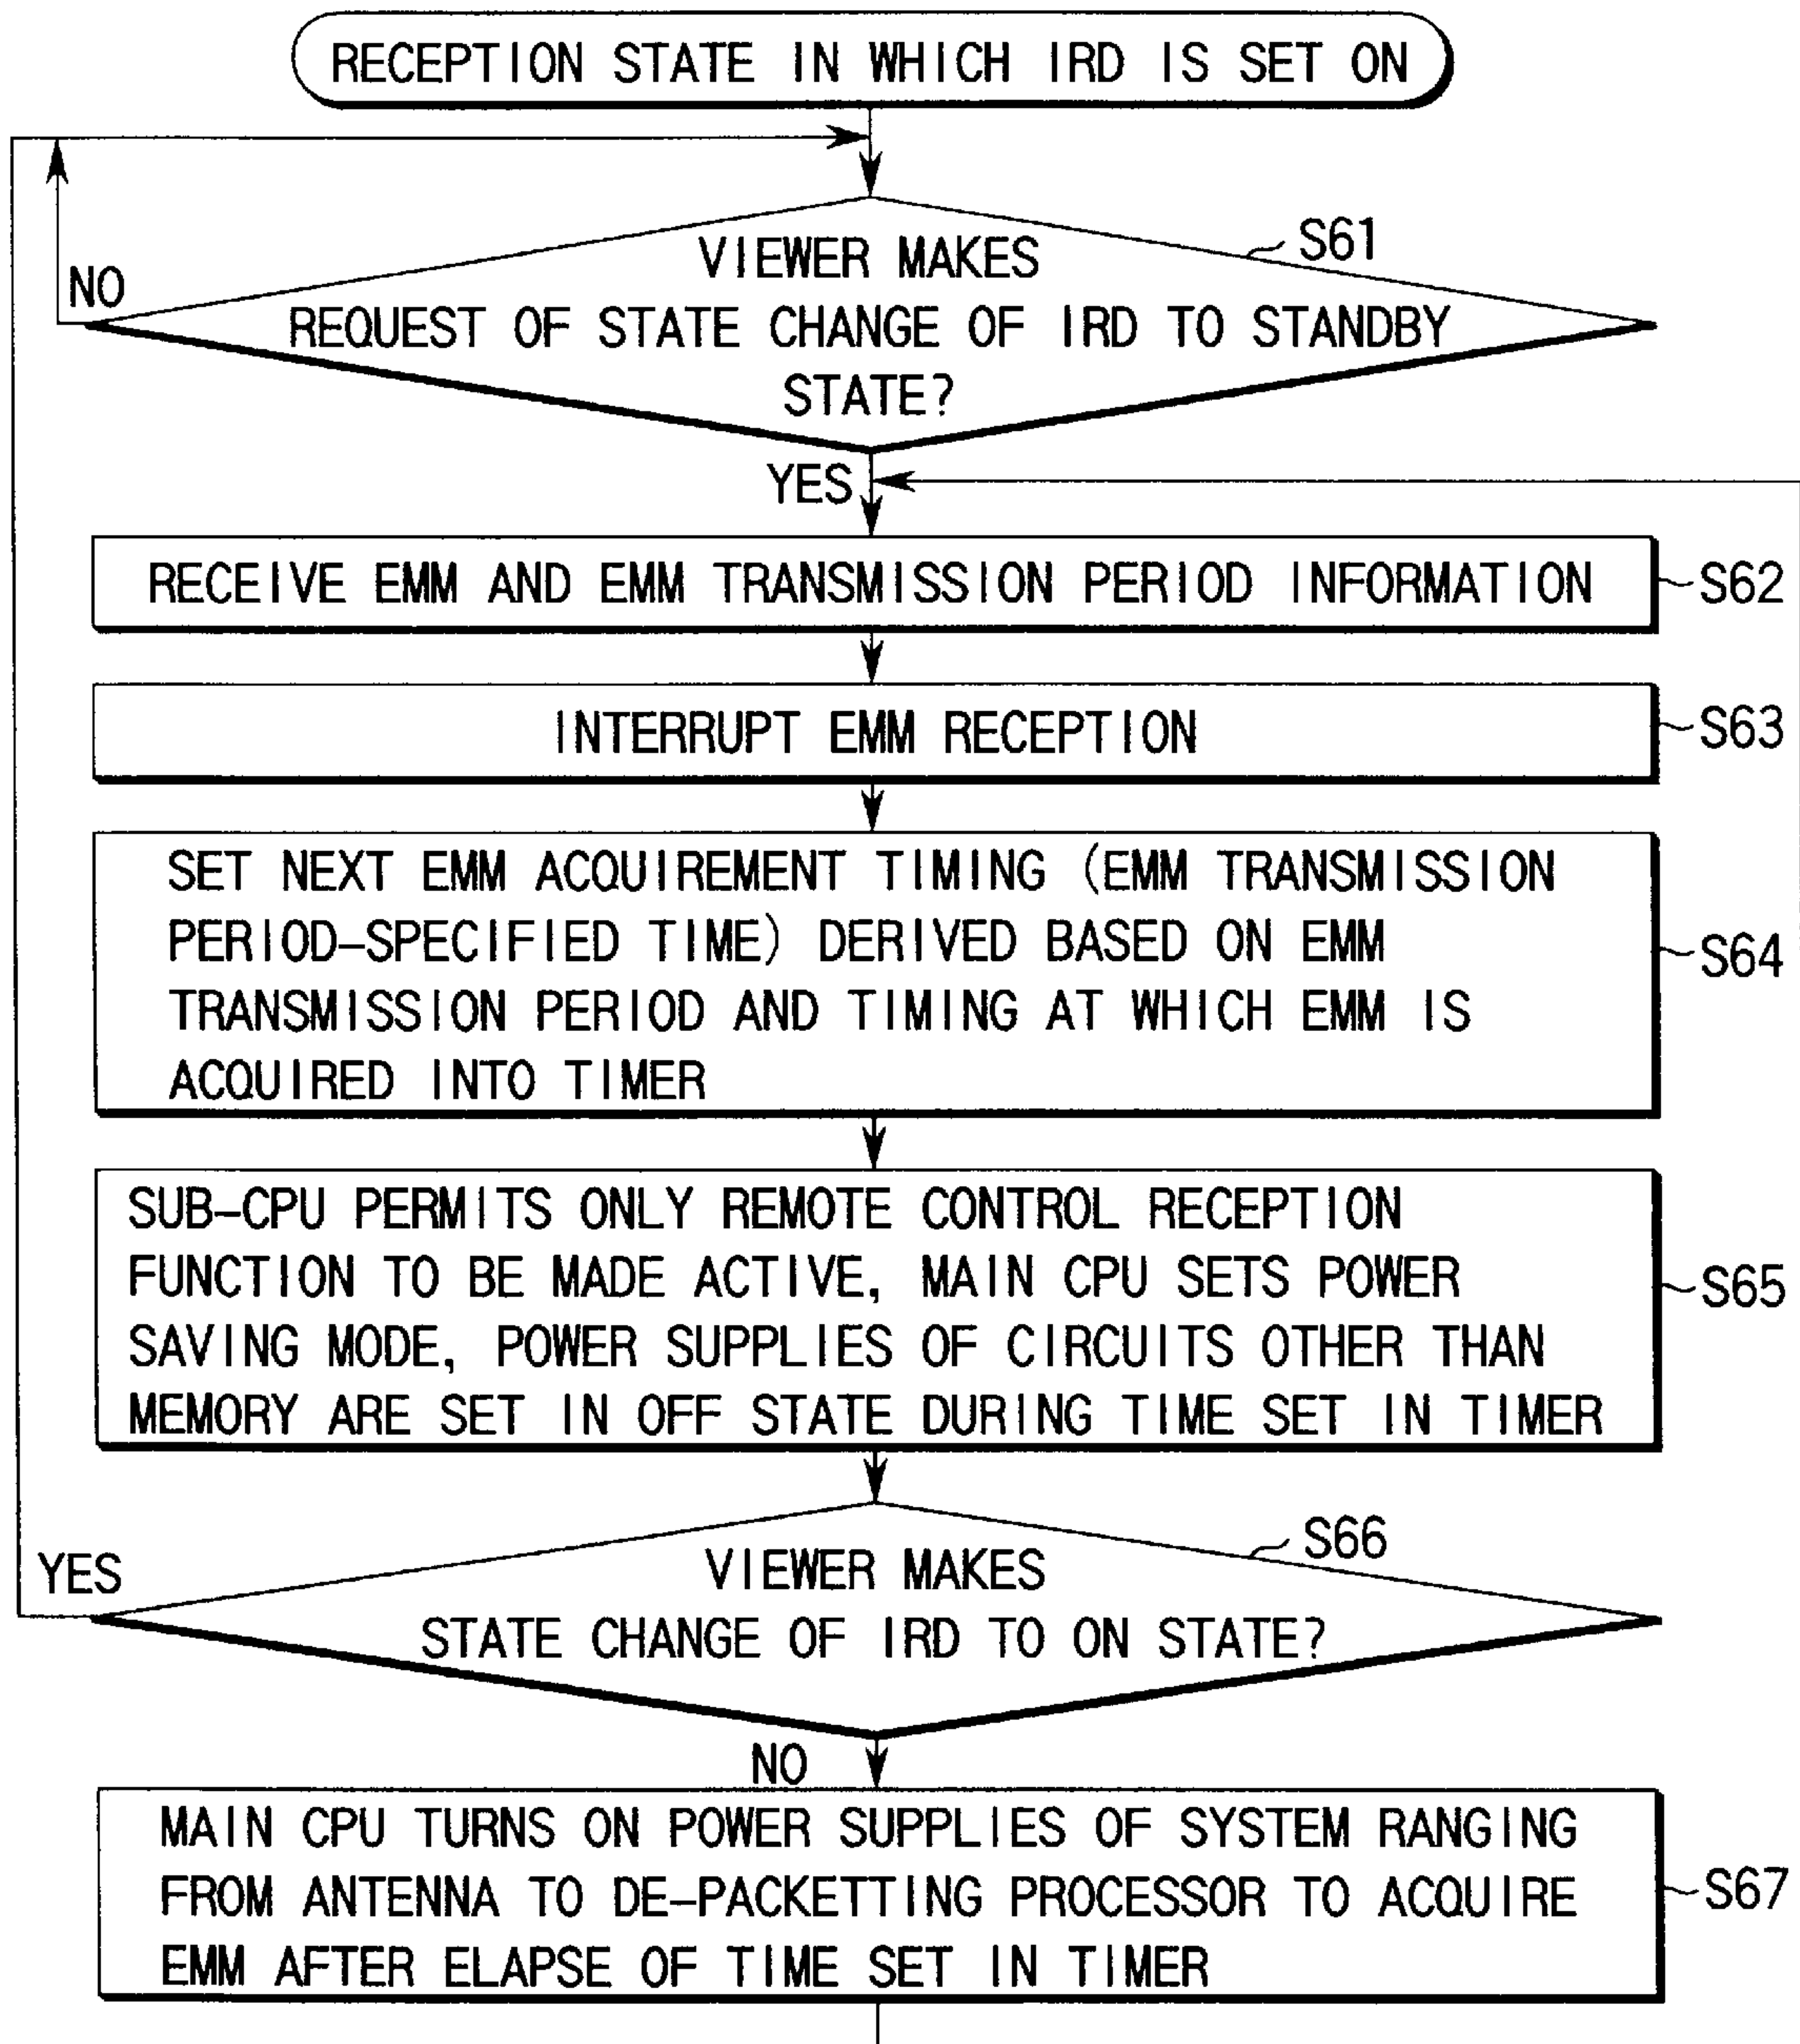 RECEPTION STATE IN WHICH IRD IS SET ON
S61
VIEWER MAKES
NO
REQUEST OF STATE CHANGE OF IRD TO STANDBY
STATE?
YES
RECEIVE EMM AND EMM TRANSMISSION PERIOD INFORMATION
S62
INTERRUPT EMM RECEPTION
S63
SET NEXT EMM ACQUIREMENT TIMING (EMM TRANSMISSION
PERIOD-SPECIFIED TIME) DERIVED BASED ON EMM
TRANSMISSION PERIOD AND TIMING AT WHICH EMM IS
ACQUIRED INTO TIMER
S64
SUB-CPU PERMITS ONLY REMOTE CONTROL RECEPTION
FUNCTION TO BE MADE ACTIVE, MAIN CPU SETS POWER
SAVING MODE, POWER SUPPLIES OF CIRCUITS OTHER THAN
MEMORY ARE SET IN OFF STATE DURING TIME SET IN TIMER
S65
S66
YES
VIEWER MAKES
STATE CHANGE OF IRD TO ON STATE?
NO
MAIN CPU TURNS ON POWER SUPPLIES OF SYSTEM RANGING
FROM ANTENNA TO DE-PACKETTING PROCESSOR TO ACQUIRE
EMM AFTER ELAPSE OF TIME SET IN TIMER
S67